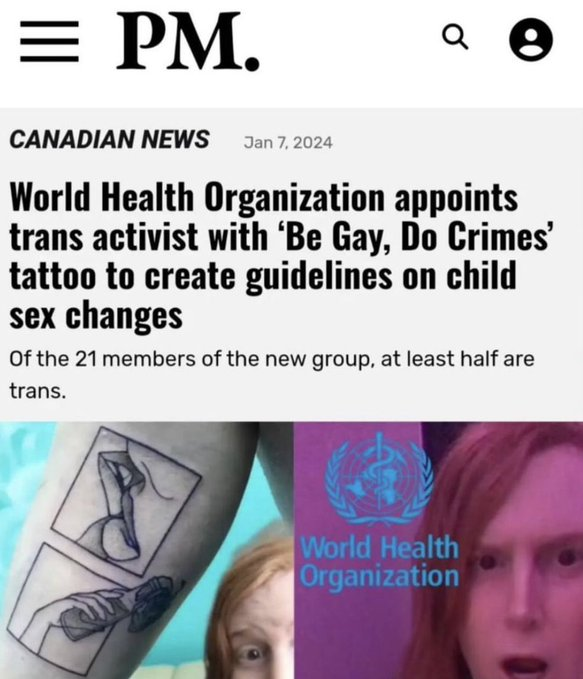 PM.
CANADIAN NEWS Jan 7, 2024
World Health Organization appoints
trans activist with ‘Be Gay, Do Crimes’
tattoo to create guidelines on child
sex changes
Of the 21 members of the new group, at least half are
trans.
World Health
Organization